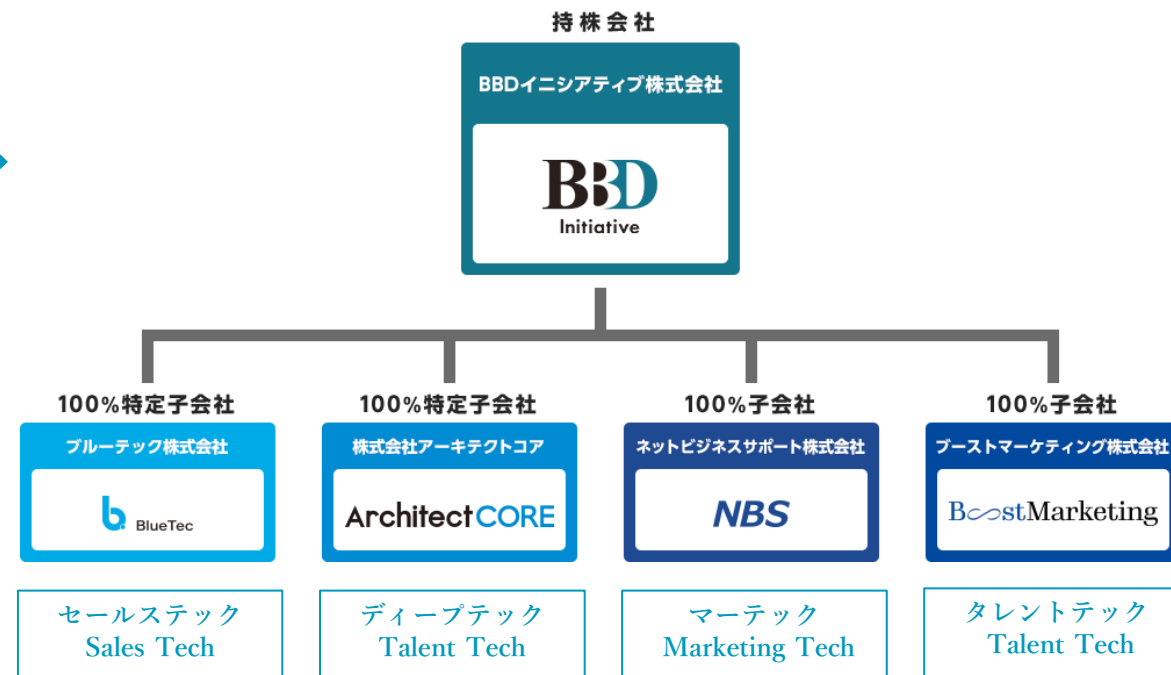 持株会社
BBDイニシアティブ株式会社
BBD
Initiative
100%特定子会社
100%特定子会社
100%子会社
100%子会社
ブルーテック株式会社
株式会社アーキテクトコア
ネットビジネスサポート株式会社
ブーストマーケティング株式会社
b
BlueTec
ArchitectCORE
NBS
BoostMarketing
セールステック
Sales Tech
ディープテック
Talent Tech
マーテック
Marketing Tech
タレントテック
Talent Tech